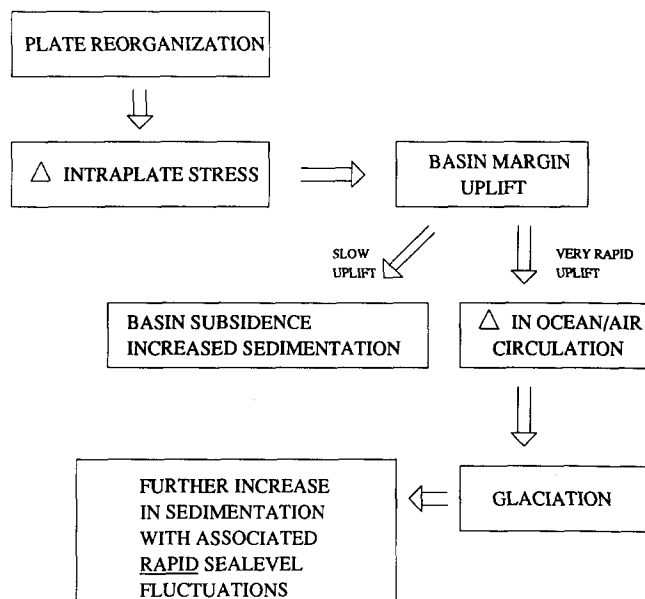 PLATE REORGANIZATION
△ INTRAPLATE STRESS
BASIN MARGIN
UPLIFT
SLOW
UPLIFT
VERY RAPID
UPLIFT
BASIN SUBSIDENCE
INCREASED SEDIMENTATION
△ IN OCEAN/AIR
CIRCULATION
GLACIATION
FURTHER INCREASE
IN SEDIMENTATION
WITH ASSOCIATED
RAPID SEALEVEL
FLUCTUATIONS